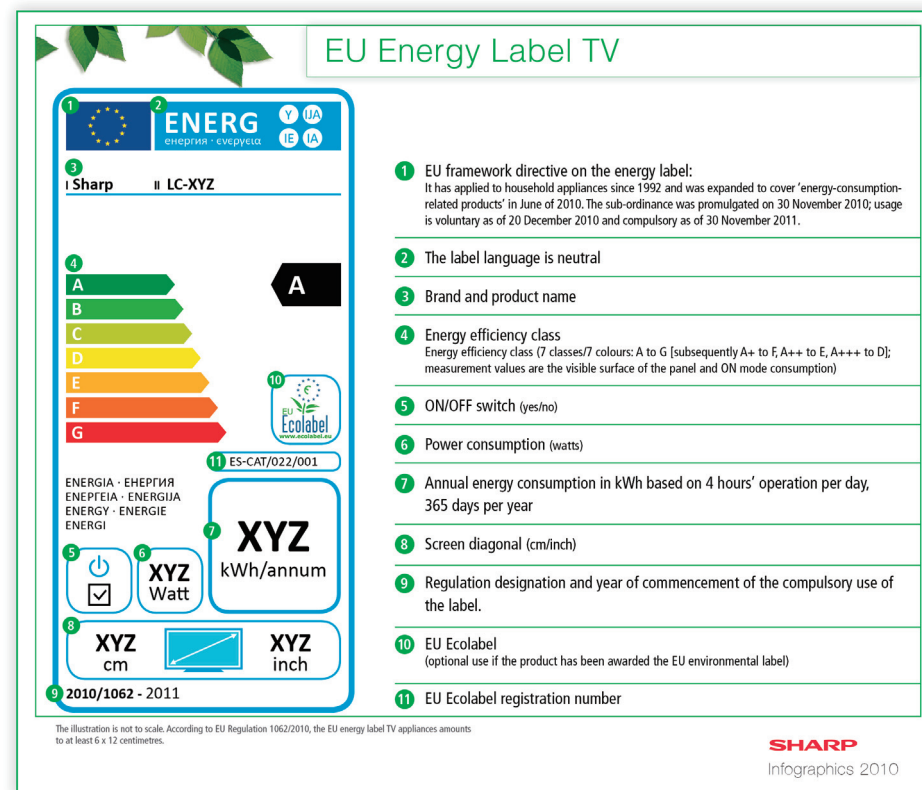 EU Energy Label TV
1
2
ENERG
енергия · ενεργεια
Y IJA
IE IA
3
I Sharp II LC-XYZ
4
A
B
C
D
E
F
G
A
10
EU
Ecolabel
www.ecolabel.eu
11 ES-CAT/022/001
ENERGIA · ЕНЕРГИЯ
ΕΝΕΡΓΕΙΑ · ENERGIJA
ENERGY · ENERGIE
ENERGI
5
6
XYZ
Watt
7
XYZ
kWh/annum
8
XYZ
cm
XYZ
inch
9 2010/1062 - 2011
1 EU framework directive on the energy label:
It has applied to household appliances since 1992 and was expanded to cover ‘energy-consumption-
related products’ in June of 2010. The sub-ordinance was promulgated on 30 November 2010; usage
is voluntary as of 20 December 2010 and compulsory as of 30 November 2011.
2 The label language is neutral
3 Brand and product name
4 Energy efficiency class
Energy efficiency class (7 classes/7 colours: A to G [subsequently A+ to F, A++ to E, A+++ to D];
measurement values are the visible surface of the panel and ON mode consumption)
5 ON/OFF switch (yes/no)
6 Power consumption (watts)
7 Annual energy consumption in kWh based on 4 hours’ operation per day,
365 days per year
8 Screen diagonal (cm/inch)
9 Regulation designation and year of commencement of the compulsory use of
the label.
10 EU Ecolabel
(optional use if the product has been awarded the EU environmental label)
11 EU Ecolabel registration number
The illustration is not to scale. According to EU Regulation 1062/2010, the EU energy label TV appliances amounts
to at least 6 x 12 centimetres.
SHARP
Infographics 2010